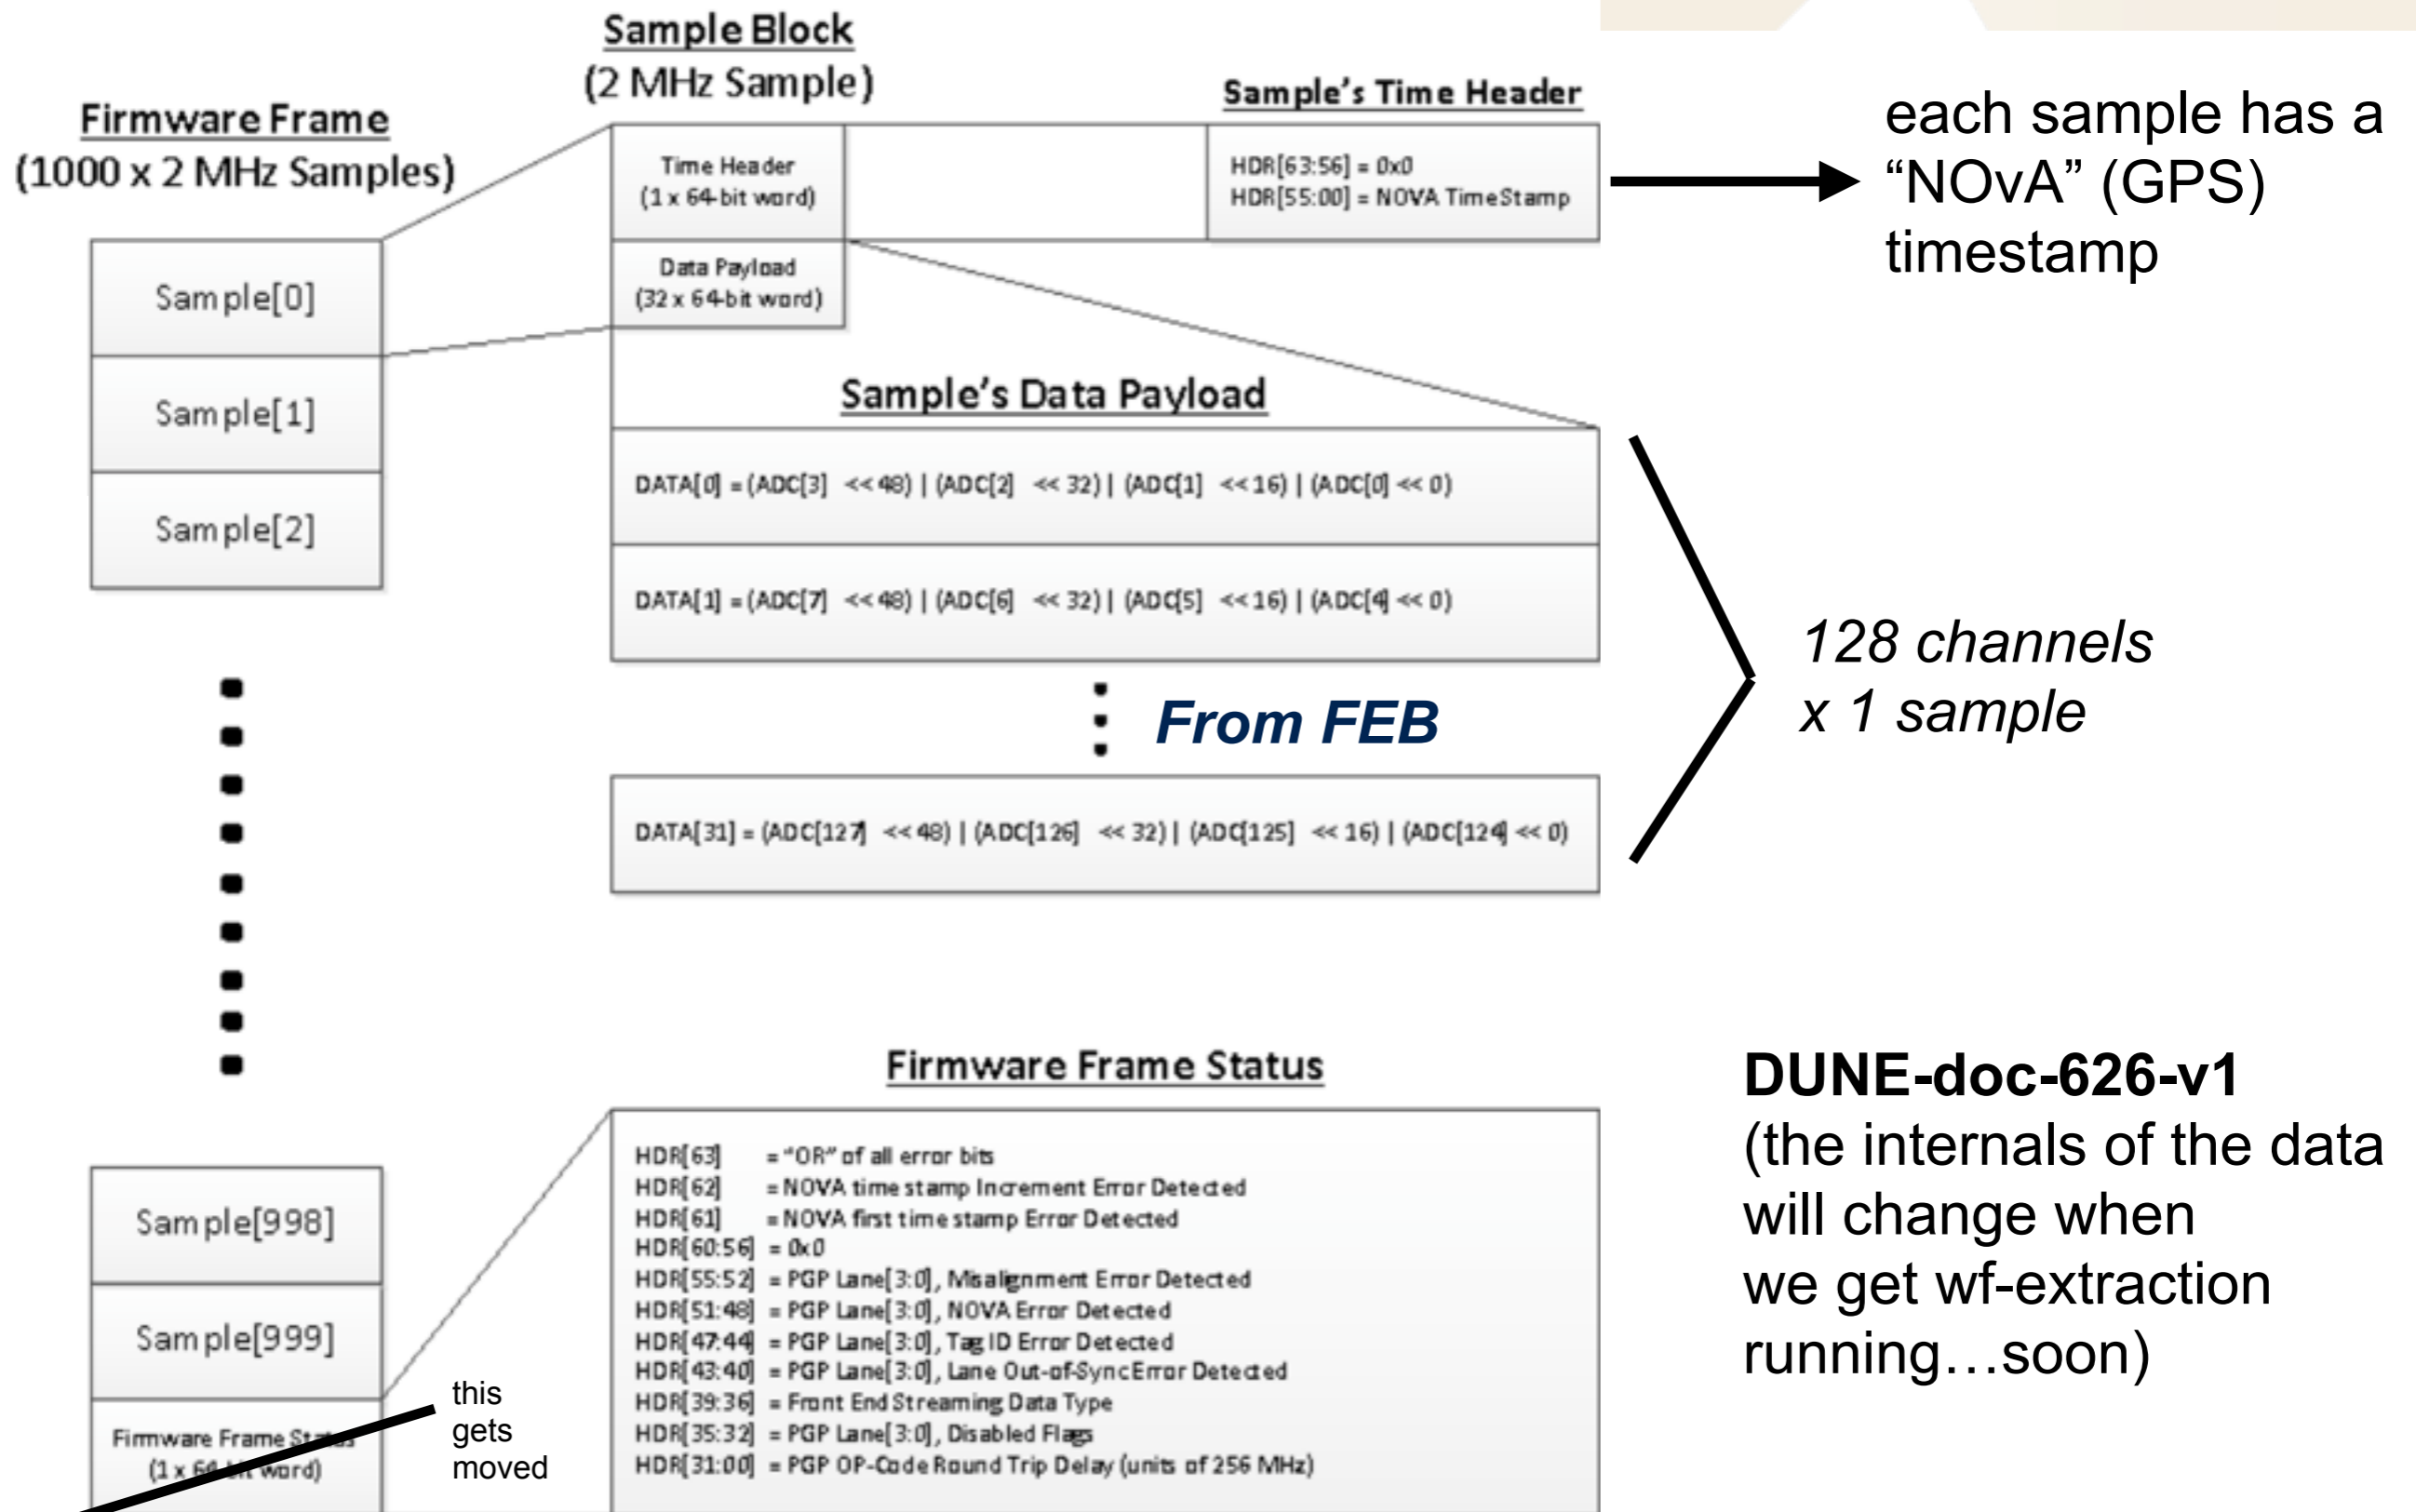 Sample Block
(2 MHz Sample)
Firmware Frame
(1000 x 2 MHz Samples)
Sample's Time Header
Time Header
(1 x 64-bit word)
HDR[63:56] = 0x0
HDR[55:00] = NOVA TimeStamp
each sample has a
“NOvA” (GPS)
timestamp
Data Payload
(32 x 64-bit word)
Sample[0]
Sample[1]
Sample[2]
Sample’s Data Payload
DATA[0] = (ADC[3] << 48) | (ADC[2] << 32) | (ADC[1] << 16) | (ADC[0] << 0)
DATA[1] = (ADC[7] << 48) | (ADC[6] << 32) | (ADC[5] << 16) | (ADC[4] << 0)
From FEB
DATA[31] = (ADC[127] << 48) | (ADC[126] << 32) | (ADC[125] << 16) | (ADC[124] << 0)
128 channels
x 1 sample
Firmware Frame Status
HDR[63] = “OR” of all error bits
HDR[62] = NOVA time stamp Increment Error Detected
HDR[61] = NOVA first time stamp Error Detected
HDR[60:56] = 0x0
HDR[55:52] = PGP Lane[3:0], Misalignment Error Detected
HDR[51:48] = PGP Lane[3:0], NOVA Error Detected
HDR[47:44] = PGP Lane[3:0], Tag ID Error Detected
HDR[43:40] = PGP Lane[3:0], Lane Out-of-Sync Error Detected
HDR[39:36] = Front End Streaming Data Type
HDR[35:32] = PGP Lane[3:0], Disabled Flags
HDR[31:00] = PGP OP-Code Round Trip Delay (units of 256 MHz)
Sample[998]
Sample[999]
Firmware Frame Status
(1 x 64-bit word)
this
gets
moved
DUNE-doc-626-v1
(the internals of the data
will change when
we get wf-extraction
running…soon)